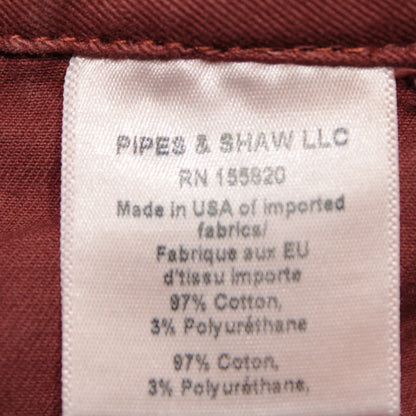 PIPES & SHAW LLC
RN 155820
Made in USA of imported
fabrics/
Fabrique aux EU
d'tissu importe
97% Cotton,
3% Polyuréthane
97% Cotton,
3% Polyuréthane,